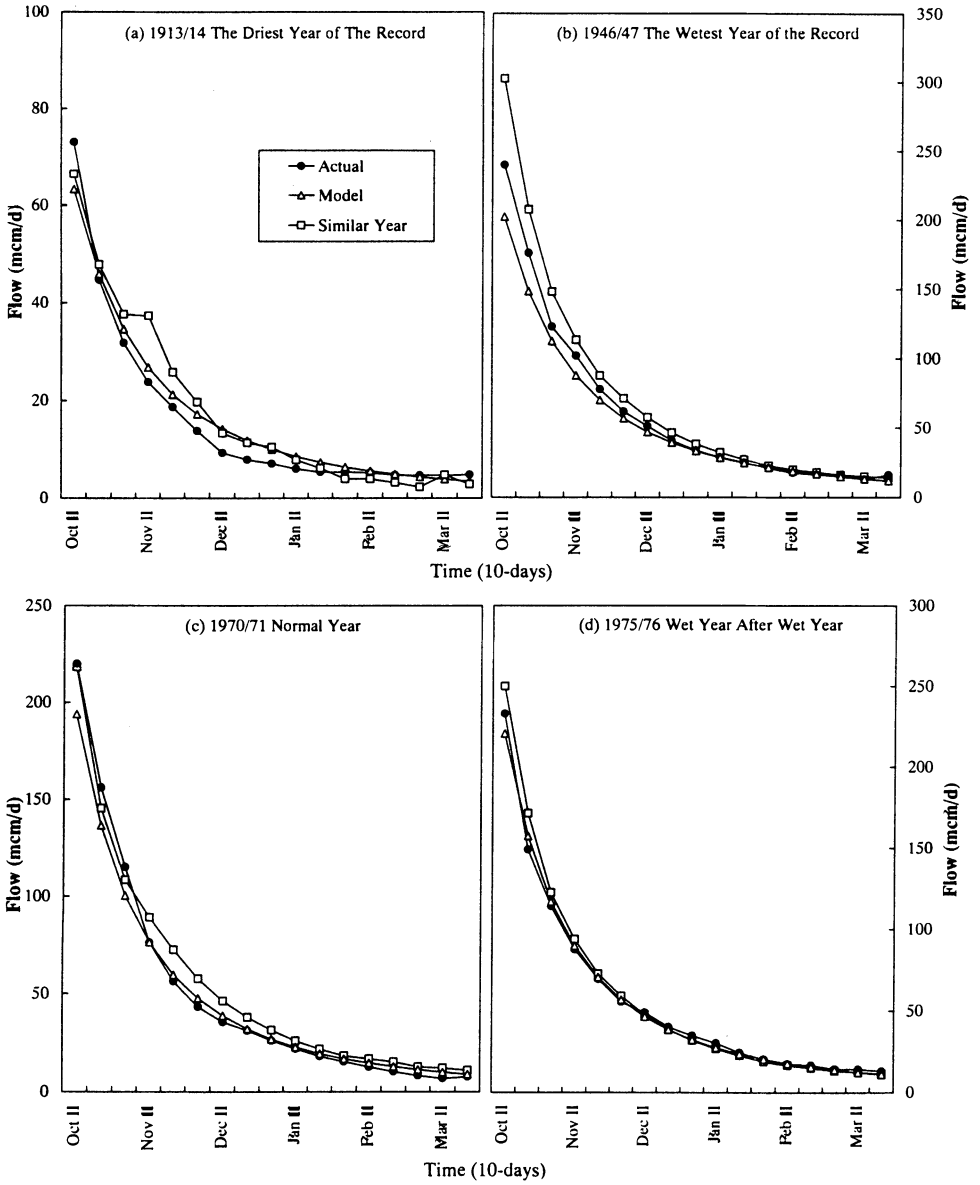 (a) 1913/14 The Driest Year of The Record
(b) 1946/47 The Wettest Year of the Record
100
80
60
40
20
0
Flow (mcm/d)
Actual
Model
Similar Year
350
300
250
200
150
100
50
0
Flow (mcm/d)
Oct II
Nov II
Dec II
Jan II
Feb II
Mar II
Oct II
Nov II
Dec II
Jan II
Feb II
Mar II
Time (10-days)
(c) 1970/71 Normal Year
(d) 1975/76 Wet Year After Wet Year
250
200
150
100
50
0
Flow (mcm/d)
300
250
200
150
100
50
0
Flow (mcm/d)
Oct II
Nov II
Dec II
Jan II
Feb II
Mar II
Oct II
Nov II
Dec II
Jan II
Feb II
Mar II
Time (10-days)